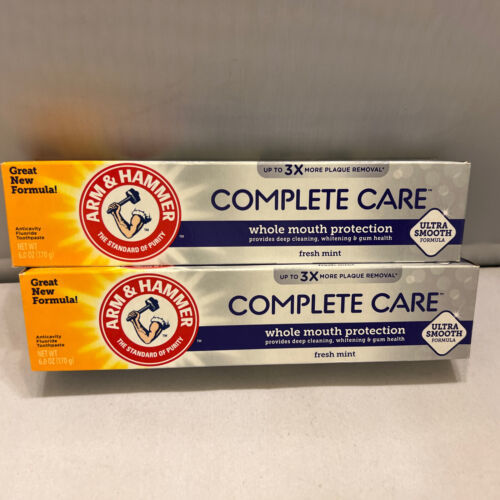 Great
New
Formula!
ARM & HAMMER
™
THE STANDARD OF PURITY
Anticavity
Fluoride
Toothpaste
NET WT
6.0 OZ (170 g)
UP TO 3X MORE PLAQUE REMOVAL*
COMPLETE CARE™
whole mouth protection
provides deep cleaning, whitening & gum health
fresh mint
ULTRA
SMOOTH
FORMULA
Great
New
Formula!
ARM & HAMMER
™
THE STANDARD OF PURITY
Anticavity
Fluoride
Toothpaste
NET WT
6.0 OZ (170 g)
UP TO 3X MORE PLAQUE REMOVAL*
COMPLETE CARE™
whole mouth protection
provides deep cleaning, whitening & gum health
fresh mint
ULTRA
SMOOTH
FORMULA